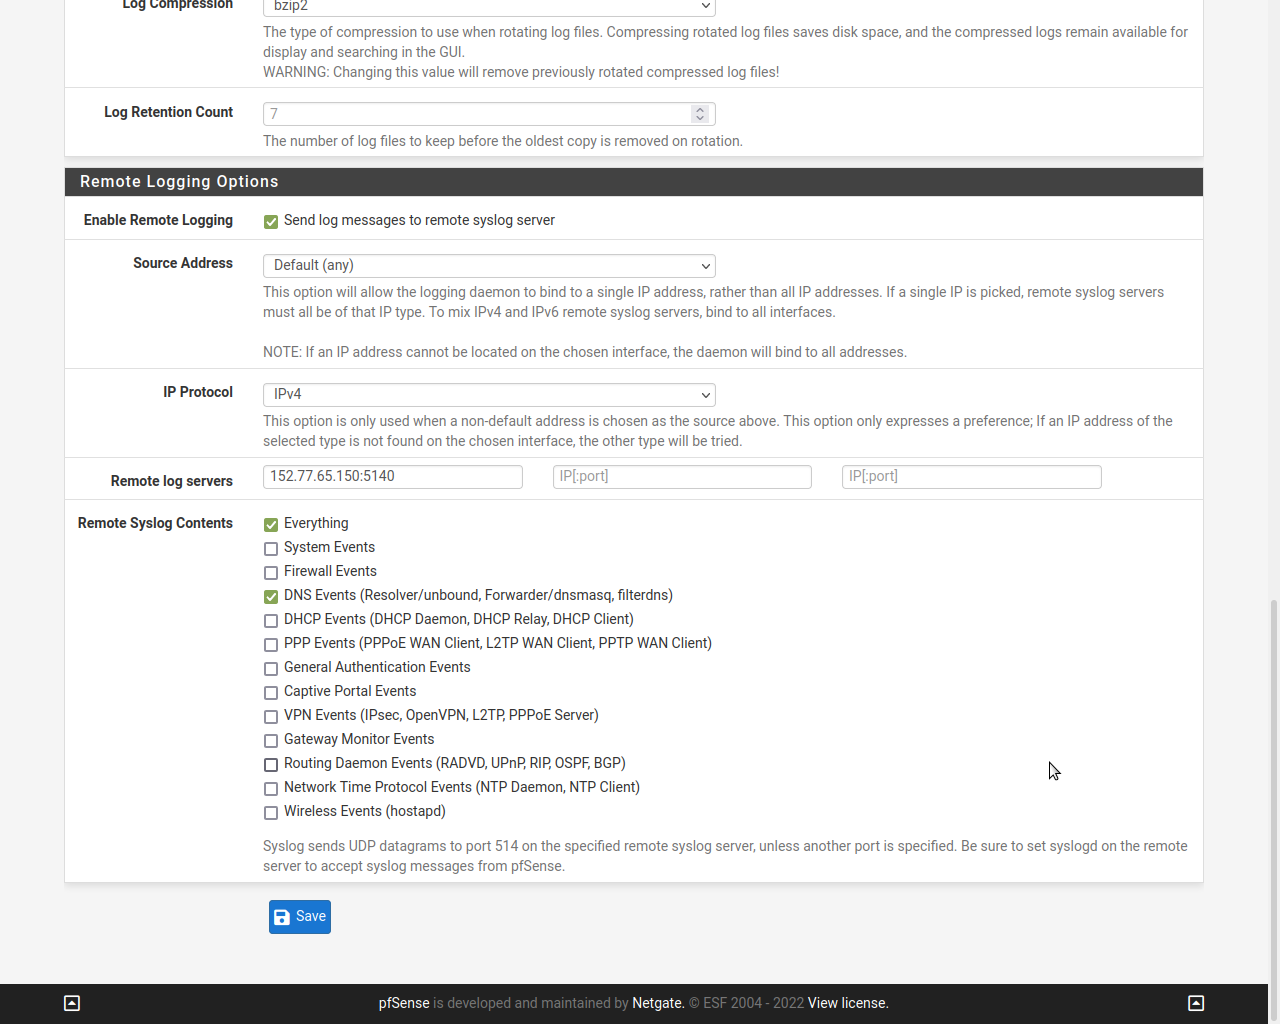 Log Compression
bzip2
The type of compression to use when rotating log files. Compressing rotated log files saves disk space, and the compressed logs remain available for
display and searching in the GUI.
WARNING: Changing this value will remove previously rotated compressed log files!
Log Retention Count
7
The number of log files to keep before the oldest copy is removed on rotation.
Remote Logging Options
Enable Remote Logging
Send log messages to remote syslog server
Source Address
Default (any)
This option will allow the logging daemon to bind to a single IP address, rather than all IP addresses. If a single IP is picked, remote syslog servers
must all be of that IP type. To mix IPv4 and IPv6 remote syslog servers, bind to all interfaces.
NOTE: If an IP address cannot be located on the chosen interface, the daemon will bind to all addresses.
IP Protocol
IPv4
This option is only used when a non-default address is chosen as the source above. This option only expresses a preference; If an IP address of the
selected type is not found on the chosen interface, the other type will be tried.
Remote log servers
152.77.65.150:5140
IP[:port]
IP[:port]
Remote Syslog Contents
Everything
System Events
Firewall Events
DNS Events (Resolver/unbound, Forwarder/dnsmasq, filterdns)
DHCP Events (DHCP Daemon, DHCP Relay, DHCP Client)
PPP Events (PPPoE WAN Client, L2TP WAN Client, PPTP WAN Client)
General Authentication Events
Captive Portal Events
VPN Events (IPsec, OpenVPN, L2TP, PPPoE Server)
Gateway Monitor Events
Routing Daemon Events (RADVD, UPnP, RIP, OSPF, BGP)
Network Time Protocol Events (NTP Daemon, NTP Client)
Wireless Events (hostapd)
Syslog sends UDP datagrams to port 514 on the specified remote syslog server, unless another port is specified. Be sure to set syslogd on the remote
server to accept syslog messages from pfSense.
Save
pfSense is developed and maintained by Netgate. © ESF 2004 - 2022 View license.